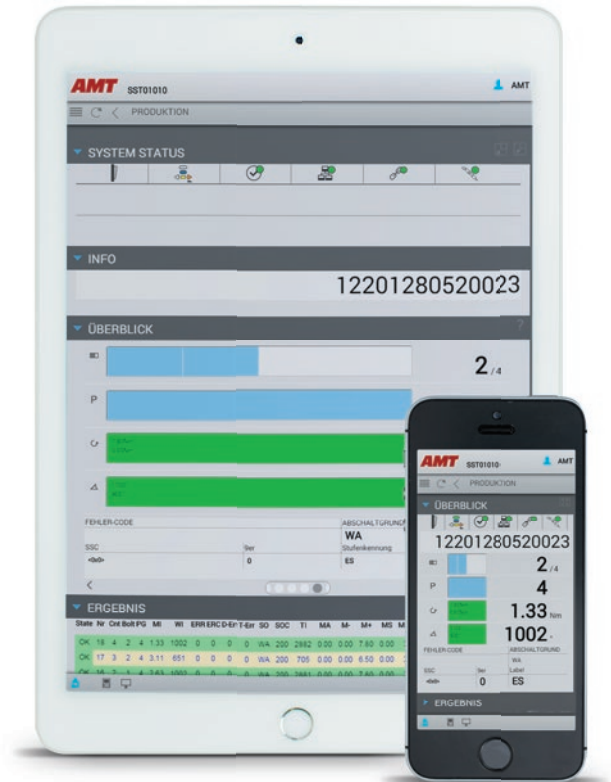 AMT SST01010 AMT
PRODUKTION
SYSTEM STATUS
INFO
12201280520023
ÜBERBLICK
2 /4
P
FEHLER-CODE ABSCHALTGRUND
WA
SSC 9er Stufenkennung
<0i0> 0 ES
ERGEBNIS
State Nr Cnt Bolt PG MI WI ERR ERC D-Err T-Err SO SOC TI MA M- M+ MS
OK 18 4 2 4 1.33 1002 0 0 0 0 WA 200 2982 0.00 0.00 7.60 0.00
OK 17 3 2 4 3.11 651 0 0 0 0 WA 200 705 0.00 0.00 6.50 0.00
AMT SST01010- AMT
PRODUKTION
ÜBERBLICK
12201280520023
2 /4
P 4
1.33 Nm
1002 °
FEHLER-CODE ABSCHALTGRUND
WA
SSC 9er Label
<0i0> 0 ES
ERGEBNIS